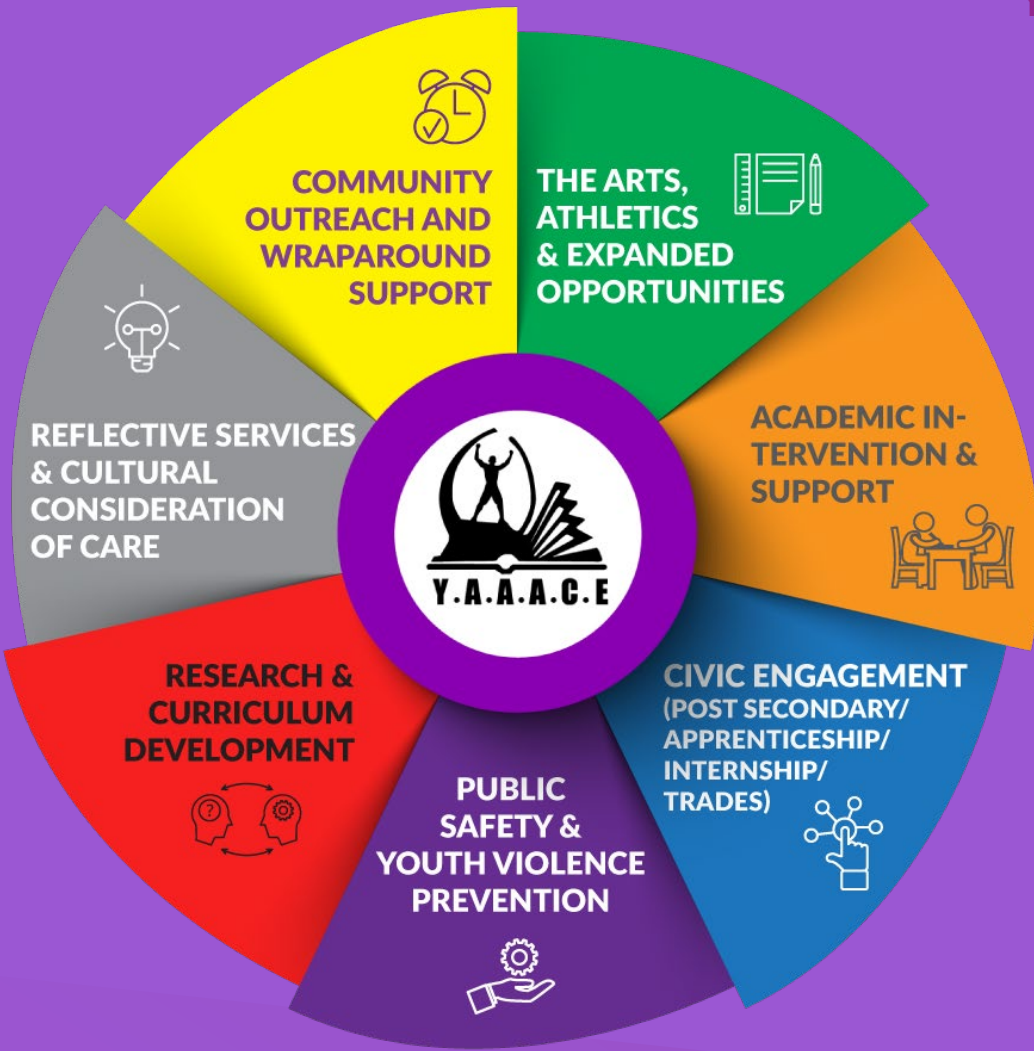 COMMUNITY
OUTREACH AND
WRAPAROUND
SUPPORT
THE ARTS,
ATHLETICS
& EXPANDED
OPPORTUNITIES
ACADEMIC IN-
TERVENTION &
SUPPORT
CIVIC ENGAGEMENT
(POST SECONDARY/
APPRENTICESHIP/
INTERNSHIP/
TRADES)
PUBLIC
SAFETY &
YOUTH VIOLENCE
PREVENTION
RESEARCH &
CURRICULUM
DEVELOPMENT
?
REFLECTIVE SERVICES
& CULTURAL
CONSIDERATION
OF CARE
Y.A.A.A.C.E